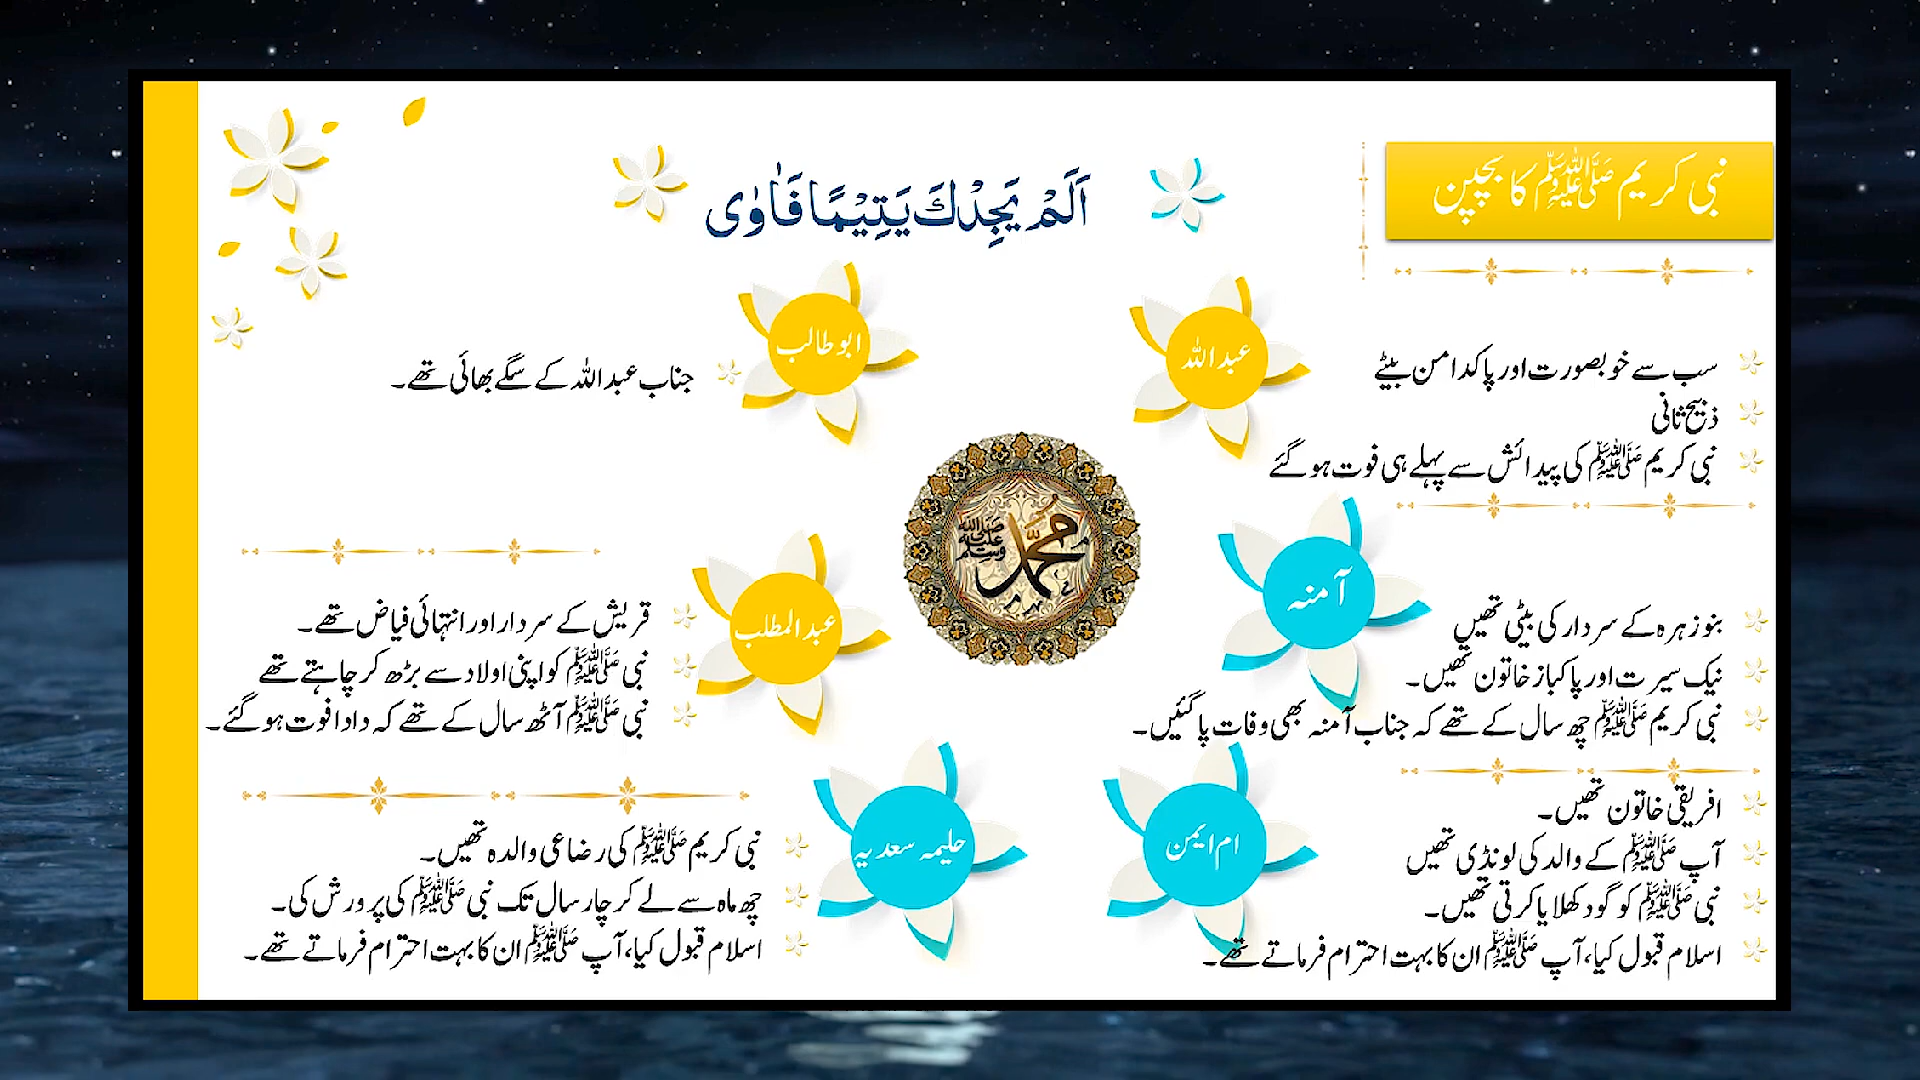 نبی کریم ﷺ کا بچپن
اَلَمْ يَجِدْكَ يَتِيْمًا فَاٰوٰى
عبداللہ
سب سے خوبصورت اور پاکدامن بیٹے
ذبیح ثانی
نبی کریم ﷺ کی پیدائش سے پہلے ہی فوت ہو گئے
ابو طالب
جناب عبداللہ کے سگے بھائی تھے۔
محمد
صلى الله عليه وسلم
آمنہ
بنو زہرہ کے سردار کی بیٹی تھیں
نیک سیرت اور پاکباز خاتون تھیں۔
نبی کریم ﷺ چھ سال کے تھے کہ جناب آمنہ بھی وفات پا گئیں۔
عبدالمطلب
قریش کے سردار اور انتہائی فیاض تھے۔
نبی ﷺ کو اپنی اولاد سے بڑھ کر چاہتے تھے
نبی ﷺ آٹھ سال کے تھے کہ دادا فوت ہو گئے۔
ام ایمن
افریقی خاتون تھیں۔
آپ ﷺ کے والد کی لونڈی تھیں
نبی ﷺ کو گود کھلایا کرتی تھیں۔
اسلام قبول کیا، آپ ﷺ ان کا بہت احترام فرماتے تھے۔
حلیمہ سعدیہ
نبی کریم ﷺ کی رضاعی والدہ تھیں۔
چھ ماہ سے لے کر چار سال تک نبی ﷺ کی پرورش کی۔
اسلام قبول کیا، آپ ﷺ ان کا بہت احترام فرماتے تھے۔